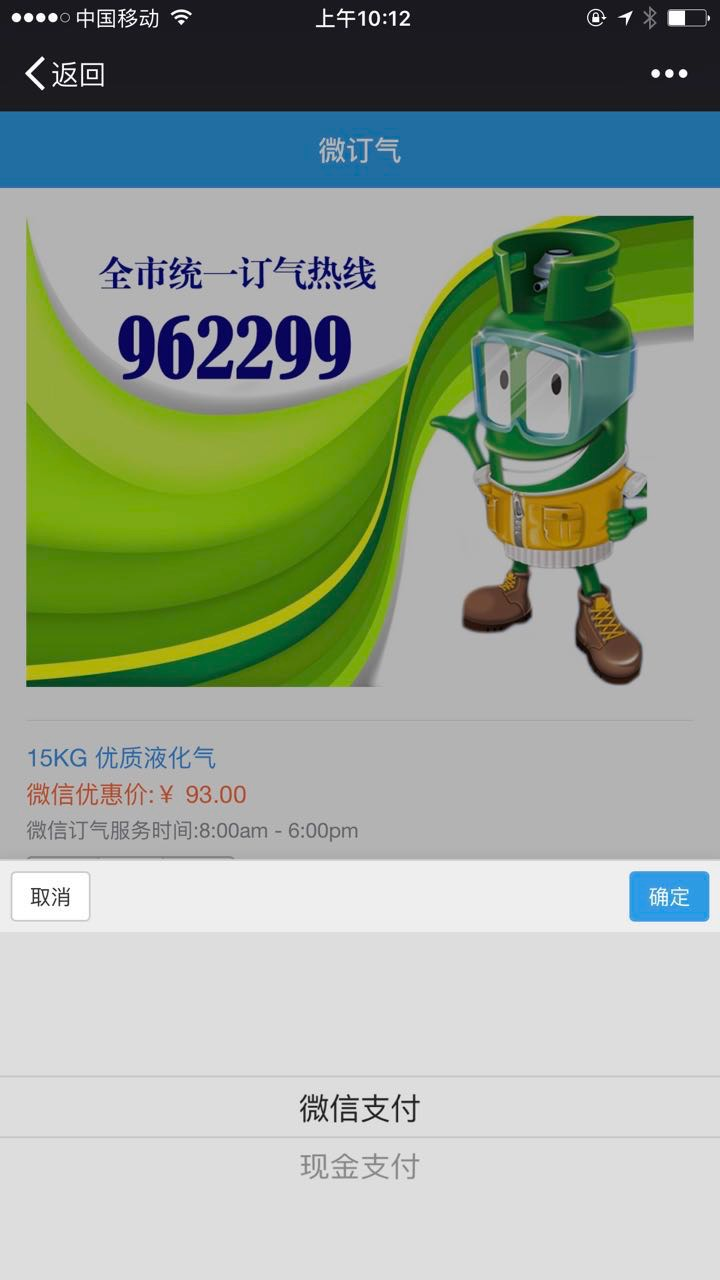 中国移动
上午10:12
返回
微订气
全市统一订气热线
962299
15KG 优质液化气
微信优惠价:¥ 93.00
微信订气服务时间:8:00am - 6:00pm
取消
确定
微信支付
现金支付